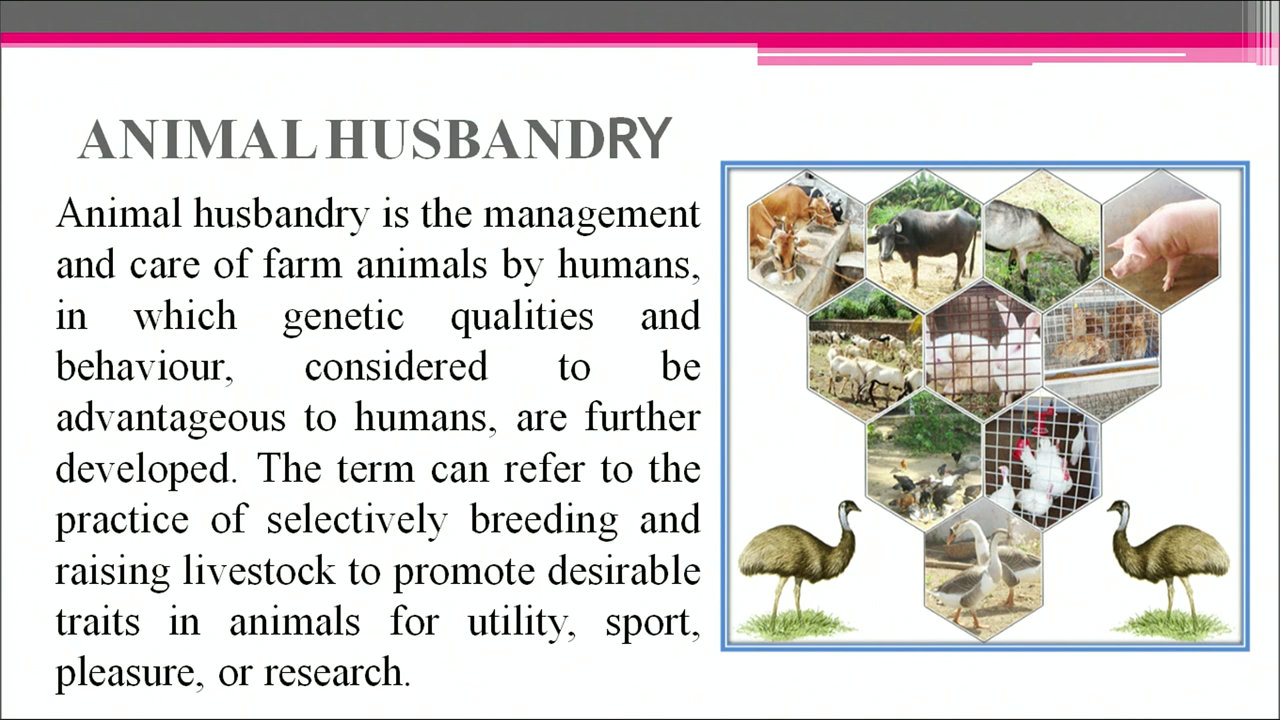 ANIMAL HUSBANDRY
Animal husbandry is the management
and care of farm animals by humans,
in which genetic qualities and
behaviour, considered to be
advantageous to humans, are further
developed. The term can refer to the
practice of selectively breeding and
raising livestock to promote desirable
traits in animals for utility, sport,
pleasure, or research.